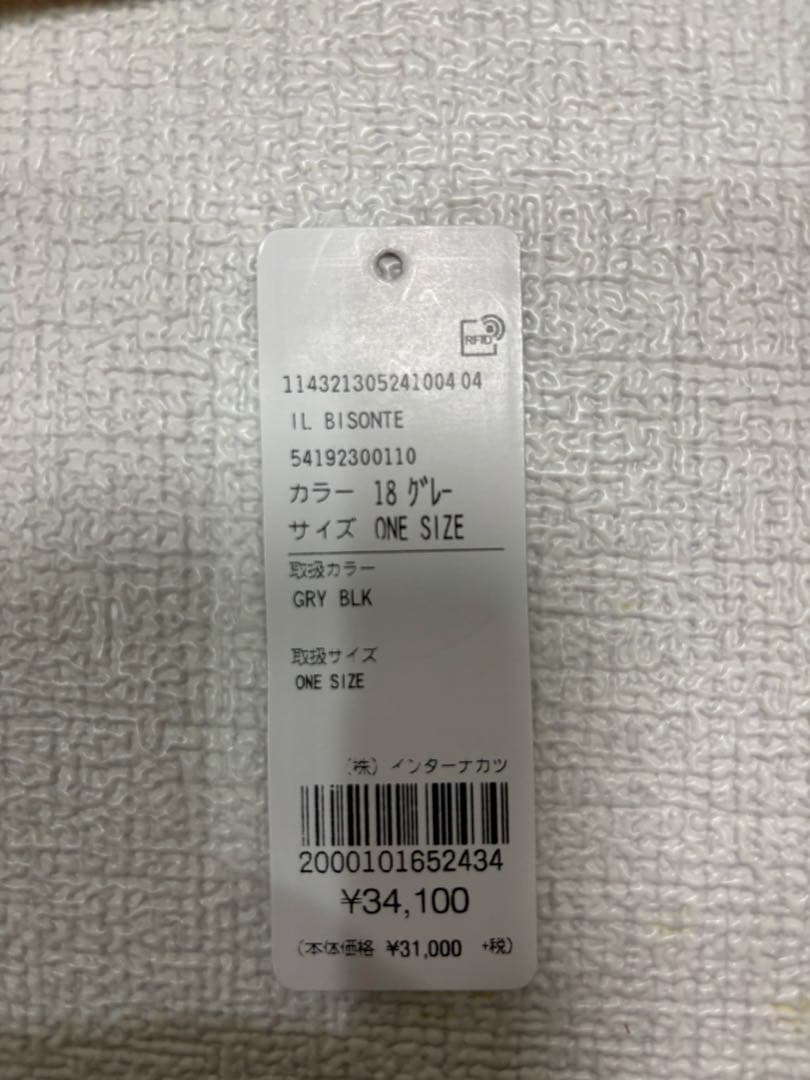 RFID
11432130524100404
IL BISONTE
54192300110
カラー 18 グレー
サイズ ONE SIZE
取扱カラー
GRY BLK
取扱サイズ
ONE SIZE
(株) インターナカツ
2000101652434
¥34,100
(本体価格 ¥31,000 +税)